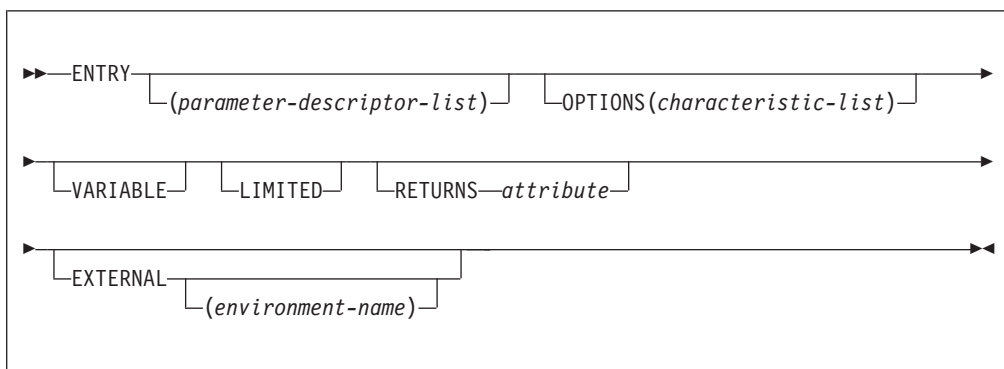 ENTRY
(parameter-descriptor-list) OPTIONS(characteristic-list)
VARIABLE LIMITED RETURNS attribute
EXTERNAL
(environment-name)